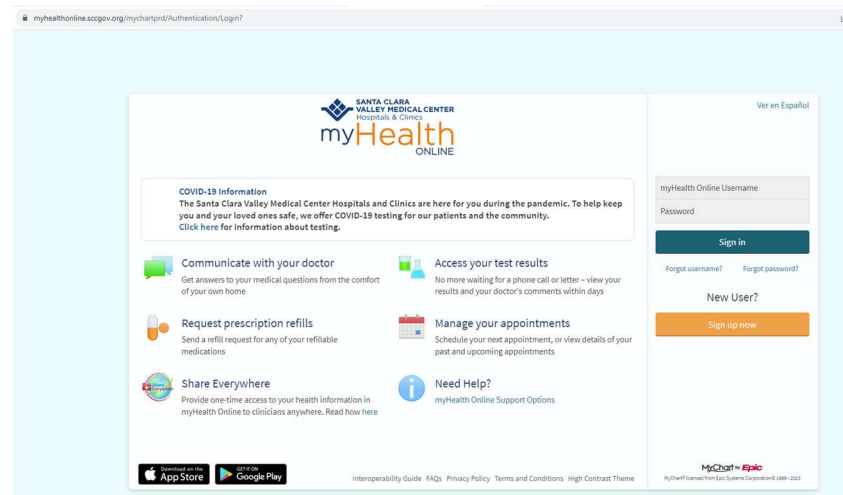 myhealthonline.sccgov.org/mychartprd/Authentication/Login?
SANTA CLARA
VALLEY MEDICAL CENTER
Hospitals & Clinics
myHealth
ONLINE
Ver en Español
COVID-19 Information
The Santa Clara Valley Medical Center Hospitals and Clinics are here for you during the pandemic. To help keep
you and your loved ones safe, we offer COVID-19 testing for our patients and the community.
Click here for information about testing.
myHealth Online Username
Password
Sign in
Forgot username? Forgot password?
New User?
Sign up now
Communicate with your doctor
Get answers to your medical questions from the comfort
of your own home
Access your test results
No more waiting for a phone call or letter – view your
results and your doctor's comments within days
Request prescription refills
Send a refill request for any of your refillable
medications
Manage your appointments
Schedule your next appointment, or view details of your
past and upcoming appointments
Share Everywhere
Provide one-time access to your health information in
myHealth Online to clinicians anywhere. Read how here
Need Help?
myHealth Online Support Options
Download on the
App Store
GET IT ON
Google Play
Interoperability Guide FAQs Privacy Policy Terms and Conditions High Contrast Theme
MyChart by Epic
MyChart® licensed from Epic Systems Corporation© 1999 - 2023